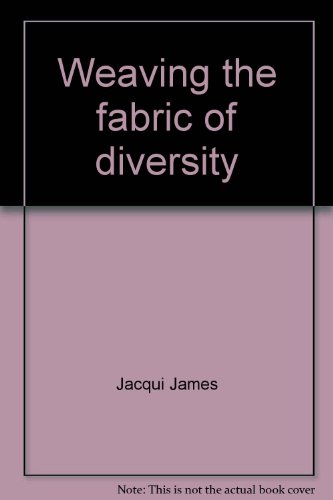 Weaving the
fabric of
diversity
Jacqui James
Note: This is not the actual book cover